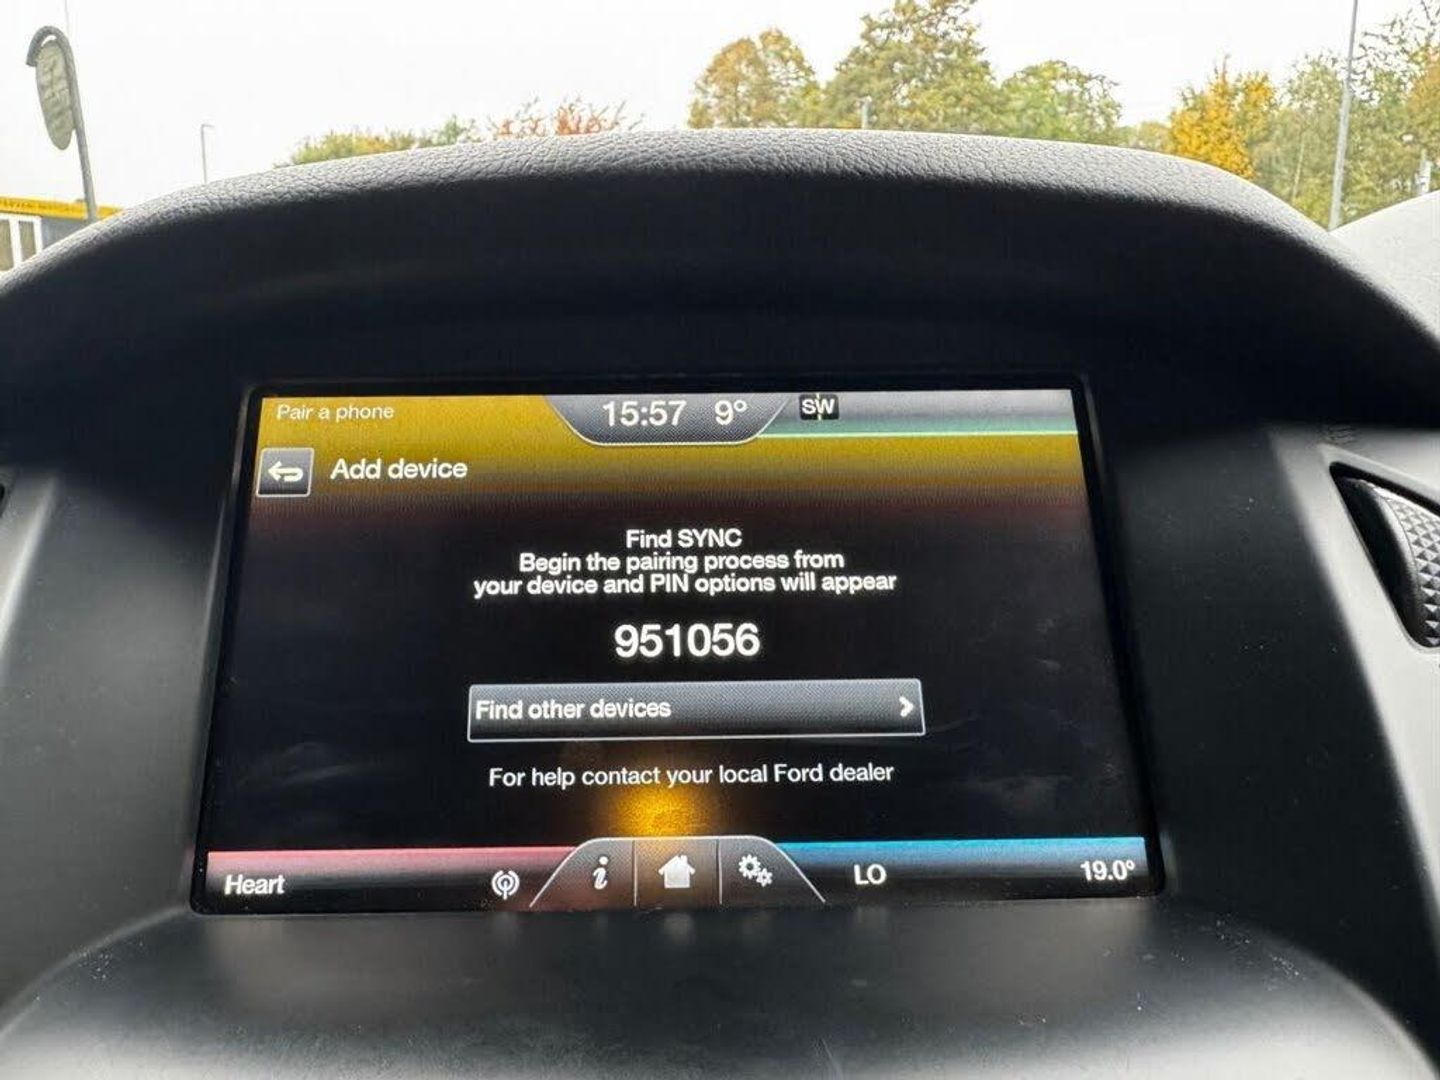 Pair a phone
15:57 9°
SW
Add device
Find SYNC
Begin the pairing process from
your device and PIN options will appear
951056
Find other devices
For help contact your local Ford dealer
Heart
i
LO
19.0°